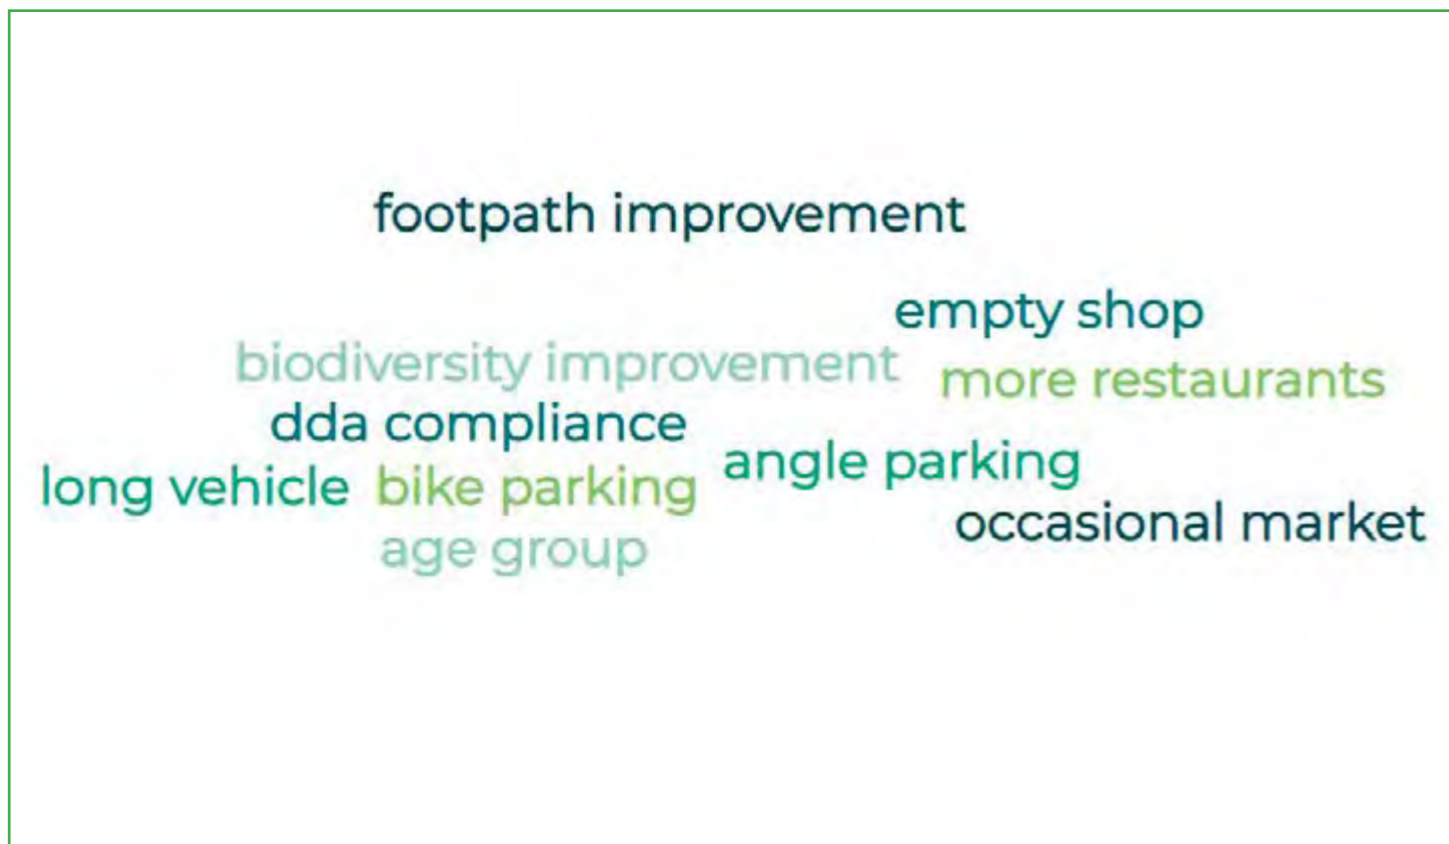 footpath improvement
empty shop
biodiversity improvement
more restaurants
dda compliance
angle parking
long vehicle
bike parking
occasional market
age group